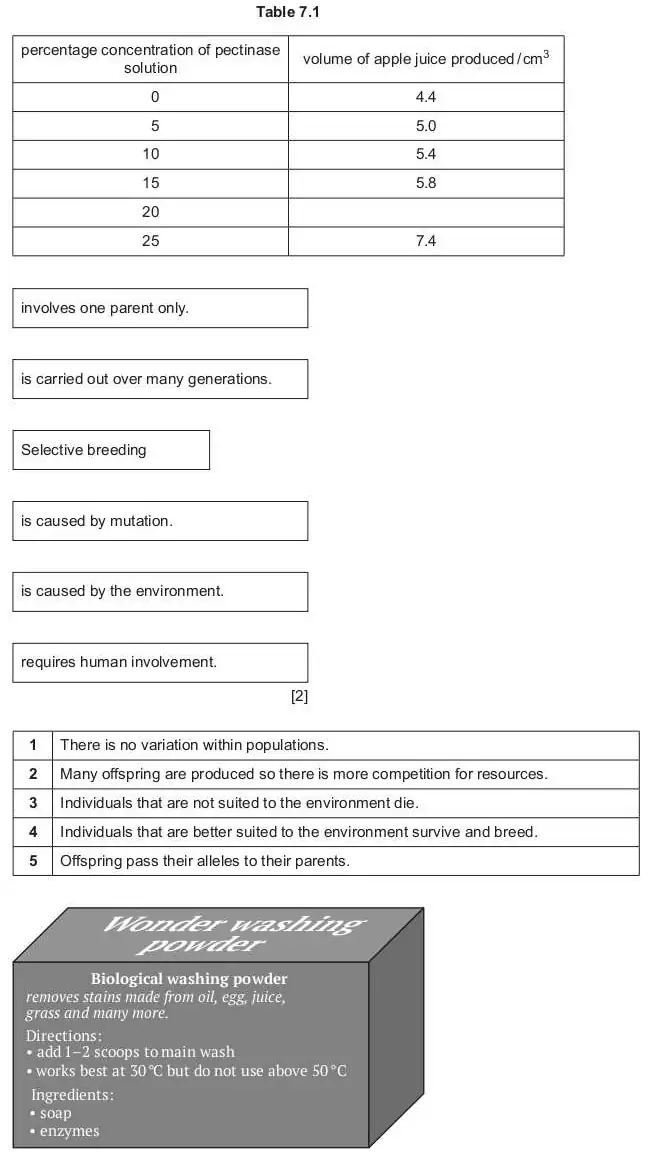 Table 7.1
percentage concentration of pectinase solution	volume of apple juice produced / cm³
0	4.4
5	5.0
10	5.4
15	5.8
20
25	7.4
involves one parent only.
is carried out over many generations.
Selective breeding
is caused by mutation.
is caused by the environment.
requires human involvement.
[2]
1	There is no variation within populations.
2	Many offspring are produced so there is more competition for resources.
3	Individuals that are not suited to the environment die.
4	Individuals that are better suited to the environment survive and breed.
5	Offspring pass their alleles to their parents.
Wonder washing
powder
Biological washing powder
removes stains made from oil, egg, juice,
grass and many more.
Directions:
• add 1–2 scoops to main wash
• works best at 30 °C but do not use above 50 °C
Ingredients:
• soap
• enzymes